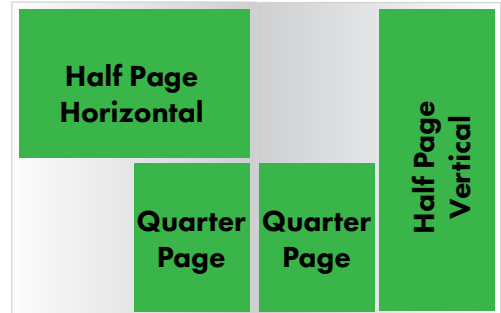 Half Page
Horizontal
Quarter
Page
Quarter
Page
Half Page
Vertical